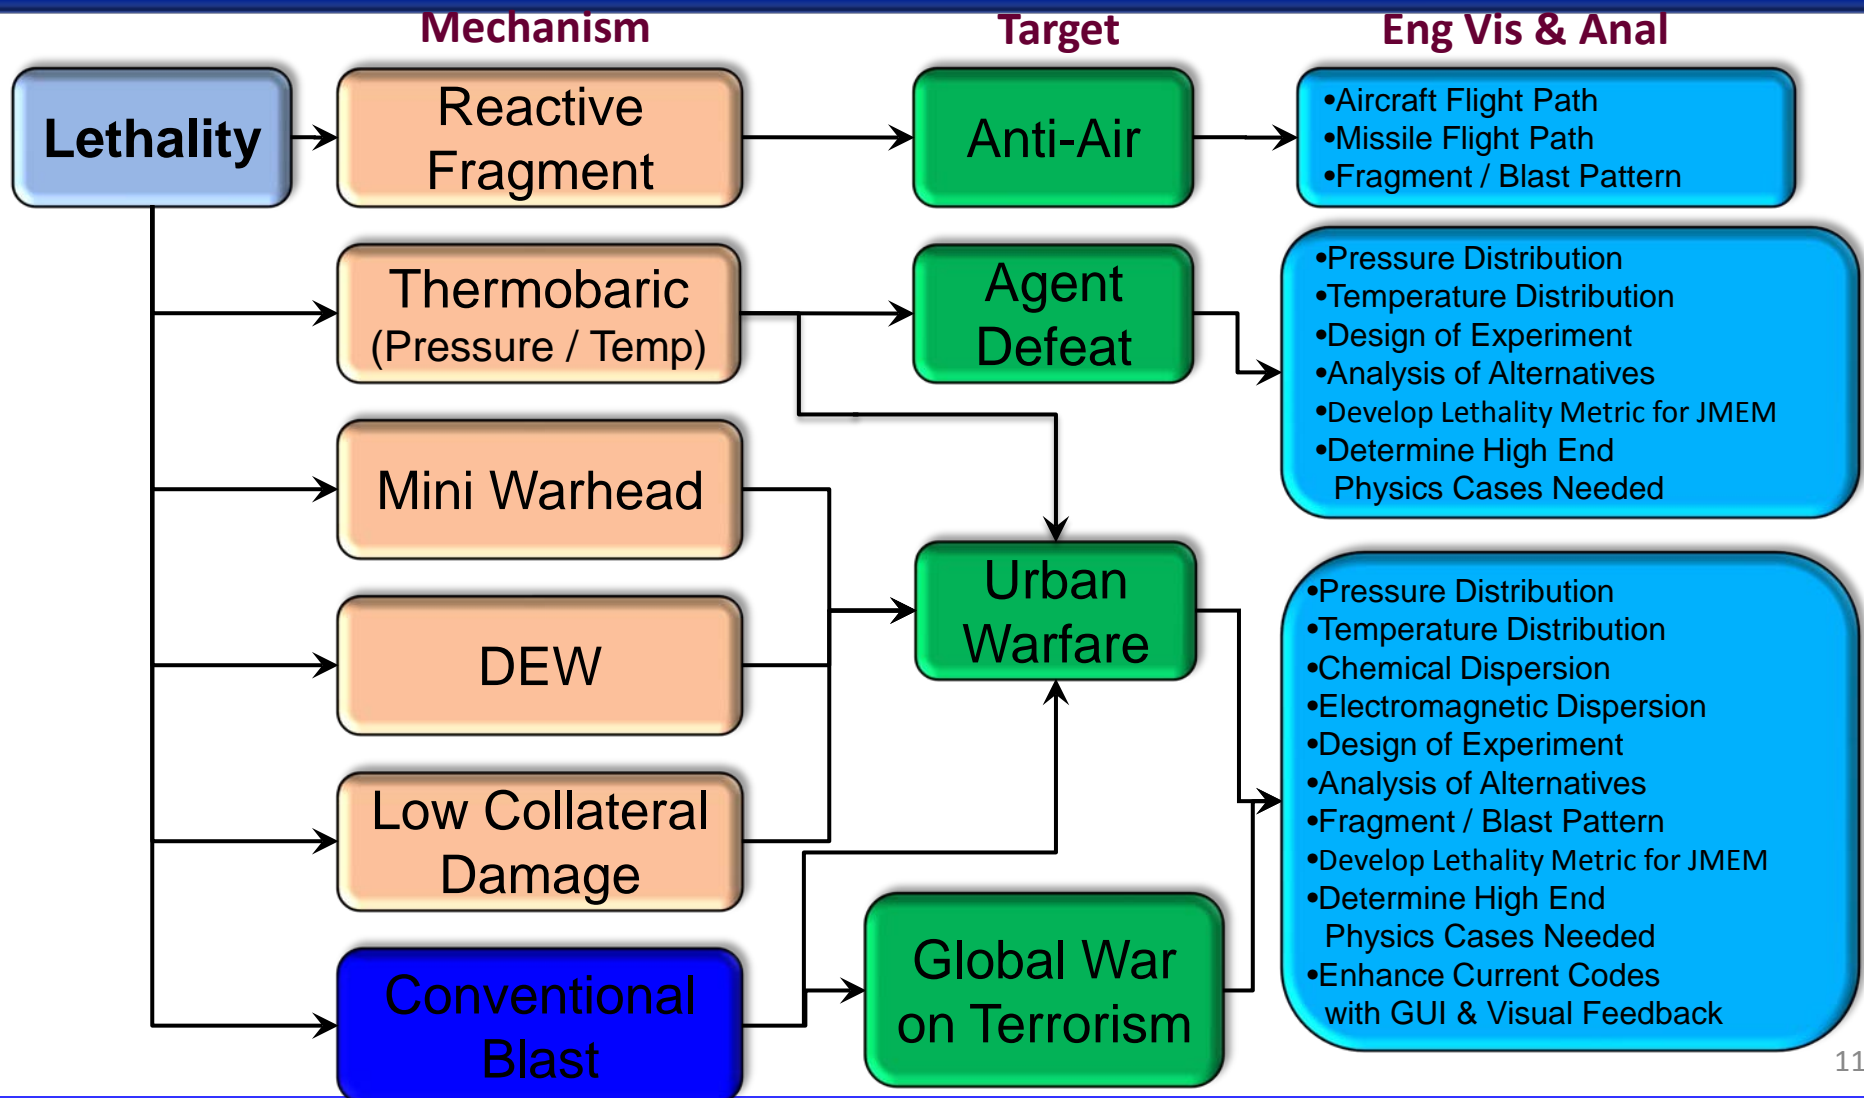 Mechanism
Target
Eng Vis & Anal
Lethality
Reactive
Fragment
Anti-Air
•Aircraft Flight Path
•Missile Flight Path
•Fragment / Blast Pattern
Thermobaric
(Pressure / Temp)
Agent
Defeat
•Pressure Distribution
•Temperature Distribution
•Design of Experiment
•Analysis of Alternatives
•Develop Lethality Metric for JMEM
•Determine High End
Physics Cases Needed
Mini Warhead
DEW
Low Collateral
Damage
Conventional
Blast
Urban
Warfare
Global War
on Terrorism
•Pressure Distribution
•Temperature Distribution
•Chemical Dispersion
•Electromagnetic Dispersion
•Design of Experiment
•Analysis of Alternatives
•Fragment / Blast Pattern
•Develop Lethality Metric for JMEM
•Determine High End
Physics Cases Needed
•Enhance Current Codes
with GUI & Visual Feedback
11